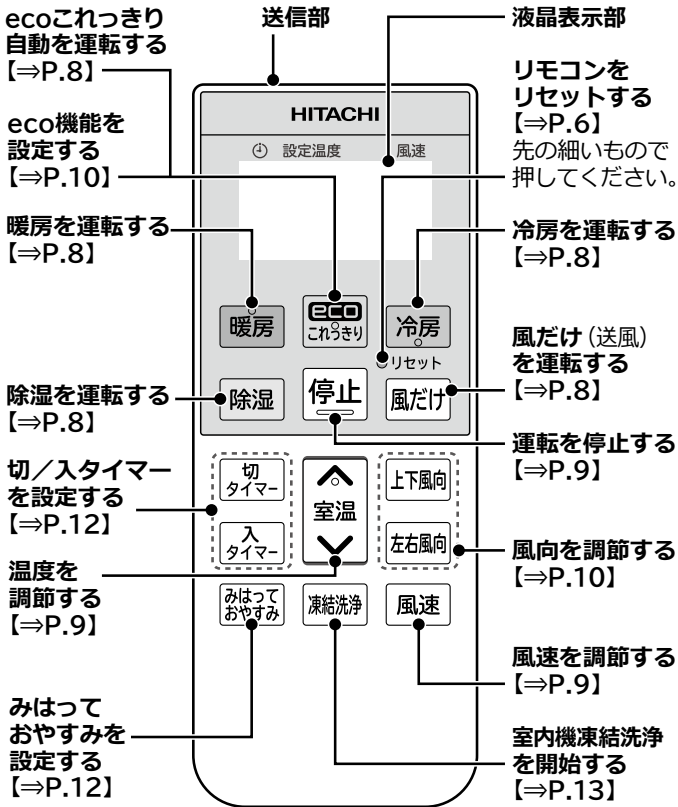 ecoこれっきり
自動を運転する
【⇒P.8】
eco機能を
設定する
【⇒P.10】
暖房を運転する
【⇒P.8】
除湿を運転する
【⇒P.8】
切／入タイマー
を設定する
【⇒P.12】
温度を
調節する
【⇒P.9】
みはって
おやすみを
設定する
【⇒P.12】
送信部
HITACHI
設定温度 風速
暖房
eco
これっきり
冷房
リセット
除湿
停止
風だけ
切
タイマー
室温
上下風向
入
タイマー
左右風向
みはって
おやすみ
凍結洗浄
風速
液晶表示部
リモコンを
リセットする
【⇒P.6】
先の細いもので
押してください。
冷房を運転する
【⇒P.8】
風だけ（送風）
を運転する
【⇒P.8】
運転を停止する
【⇒P.9】
風向を調節する
【⇒P.10】
風速を調節する
【⇒P.9】
室内機凍結洗浄
を開始する
【⇒P.13】